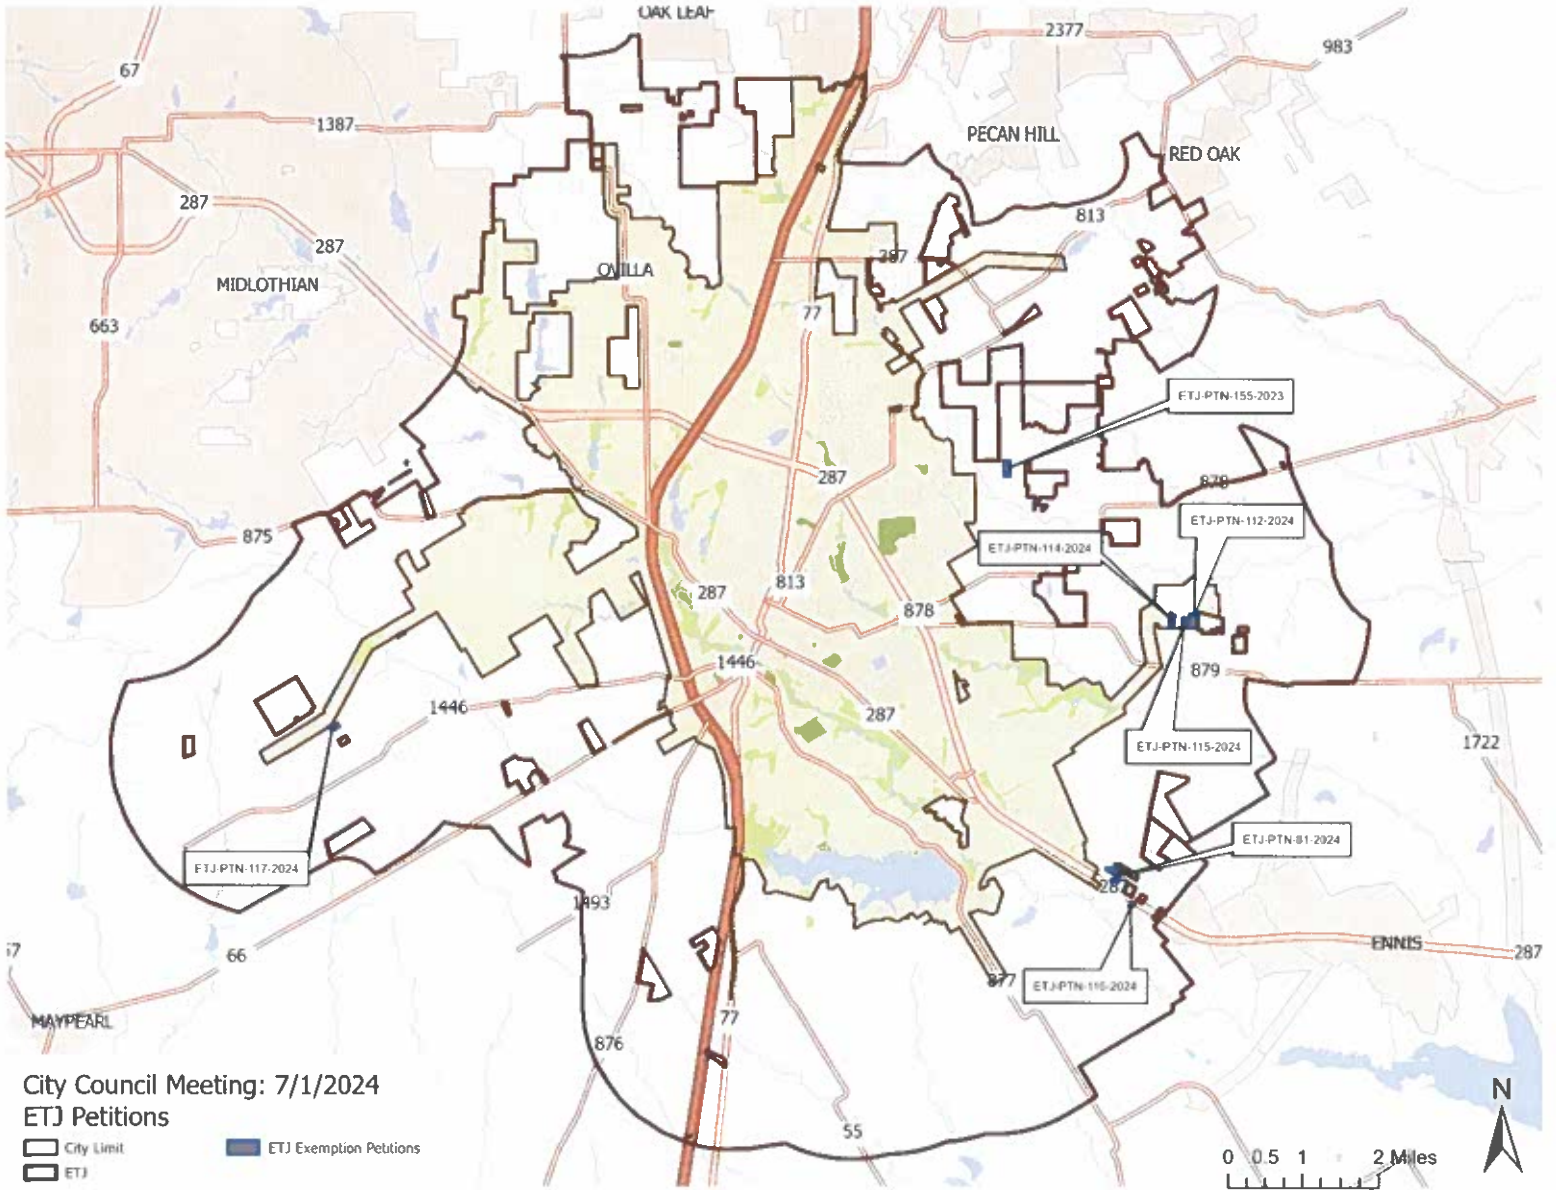 OAK LEAF
2377
983
67
1387
PECAN HILL
RED OAK
287
813
287
287
OVILLA
MIDLOTHIAN
77
663
ETJ-PTN-155-2023
287
878
ETJ-PTN-112-2024
875
ETJ-PTN-114-2024
813
287
878
1446
879
1446
287
ETJ-PTN-115-2024
1722
ETJ-PTN-81-2024
ETJ-PTN-117-2024
28
1493
66
ENNIS
287
877
ETJ-PTN-116-2024
MAYPEARL
77
876
City Council Meeting: 7/1/2024
ETJ Petitions
City Limit
ETJ Exemption Petitions
ETJ
55
N
0 0.5 1 2 Miles